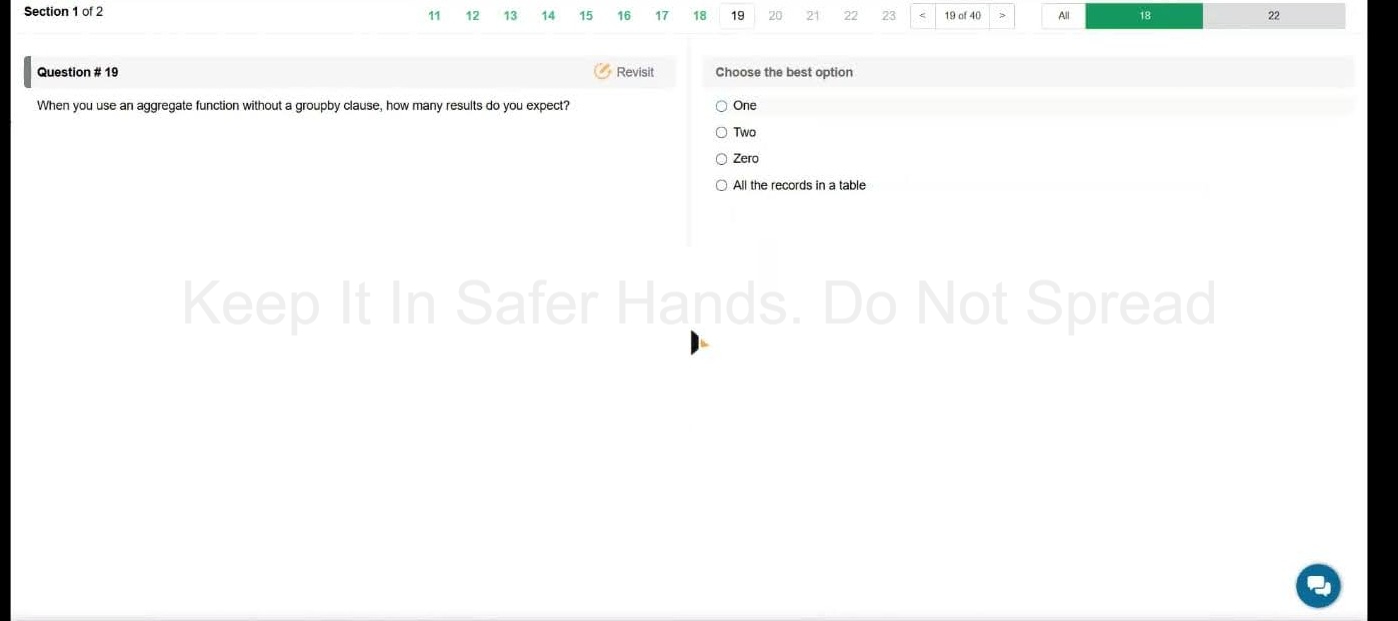 Section 1 of 2
11 12 13 14 15 16 17 18 19 20 21 22 23 < 19 of 40 > All 18 22
Question # 19
Revisit
When you use an aggregate function without a groupby clause, how many results do you expect?
Choose the best option
One
Two
Zero
All the records in a table
Keep It In Safer Hands. Do Not Spread